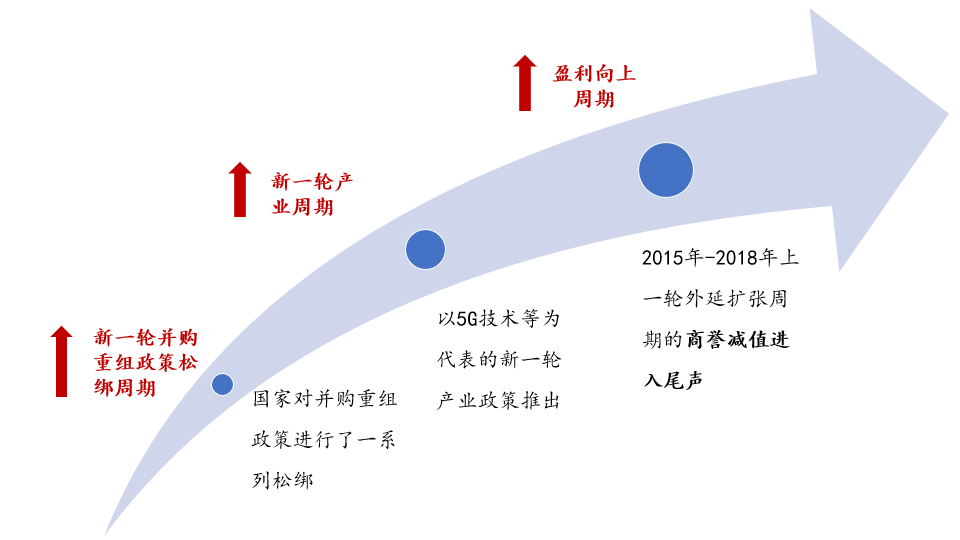 盈利向上
周期
新一轮产
业周期
2015年-2018年上
一轮外延扩张周
期的商誉减值进
入尾声
以5G技术等为
代表的新一轮
产业政策推出
新一轮并购
重组政策松
绑周期
国家对并购重组
政策进行了一系
列松绑